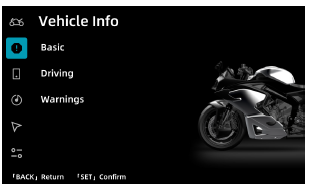 Vehicle Info
Basic
Driving
Warnings
「BACK」 Return 「SET」 Confirm